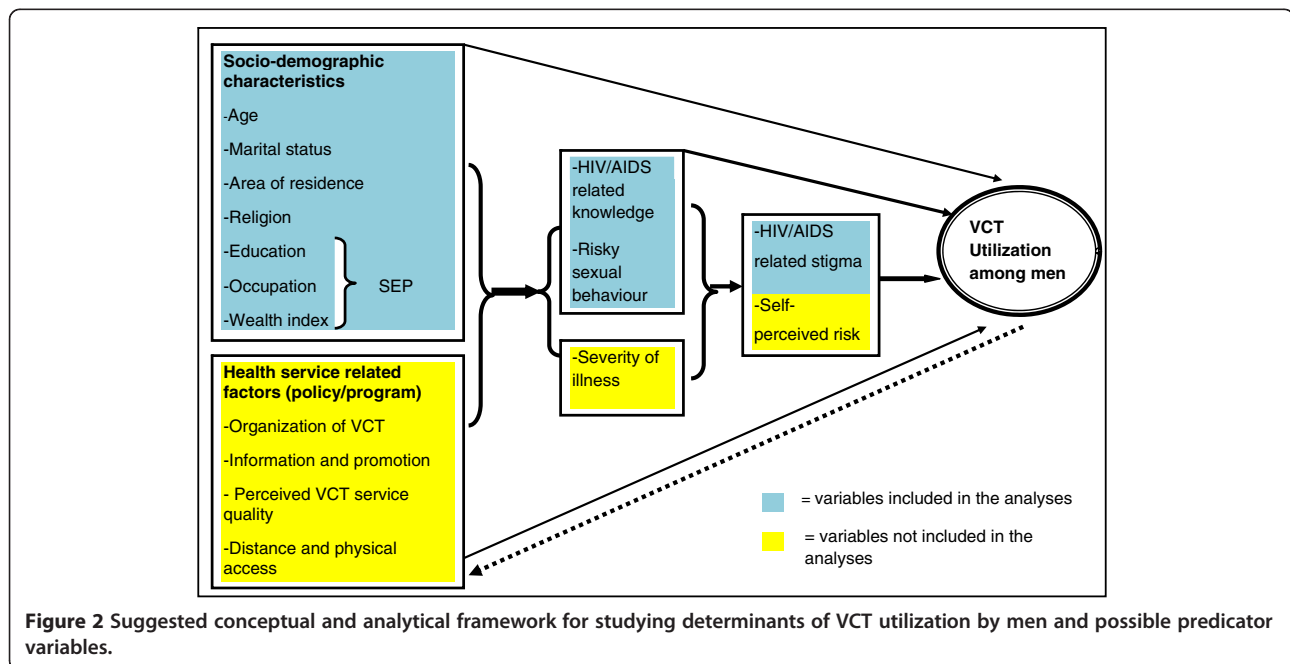 Socio-demographic
characteristics
-Age
-Marital status
-Area of residence
-Religion
-Education
-Occupation
-Wealth index
SEP
Health service related
factors (policy/program)
-Organization of VCT
-Information and promotion
- Perceived VCT service
quality
-Distance and physical
access
-HIV/AIDS
related
knowledge
-Risky
sexual
behaviour
-Severity of
illness
-HIV/AIDS
related stigma
-Self-
perceived risk
VCT
Utilization
among men
= variables included in the analyses
= variables not included in the
analyses
Figure 2 Suggested conceptual and analytical framework for studying determinants of VCT utilization by men and possible predicator
variables.